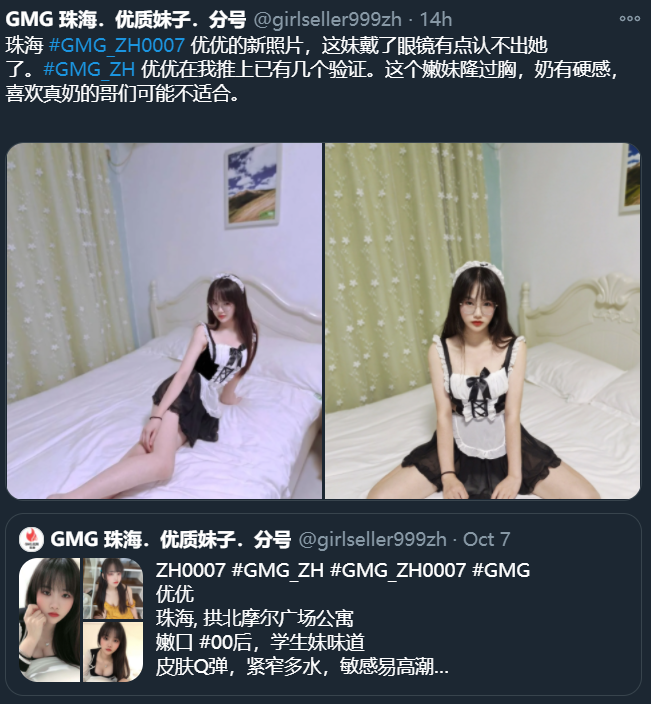 GMG 珠海．优质妹子．分号 @girlseller999zh · 14h
珠海 #GMG_ZH0007 优优的新照片，这妹戴了眼镜有点认不出她
了。#GMG_ZH 优优在我推上已有几个验证。这个嫩妹隆过胸，奶有硬感，
喜欢真奶的哥们可能不适合。
GMG 珠海．优质妹子．分号 @girlseller999zh · Oct 7
ZH0007 #GMG_ZH #GMG_ZH0007 #GMG
优优
珠海, 拱北摩尔广场公寓
嫩口 #00后，学生妹味道
皮肤Q弹，紧窄多水，敏感易高潮...